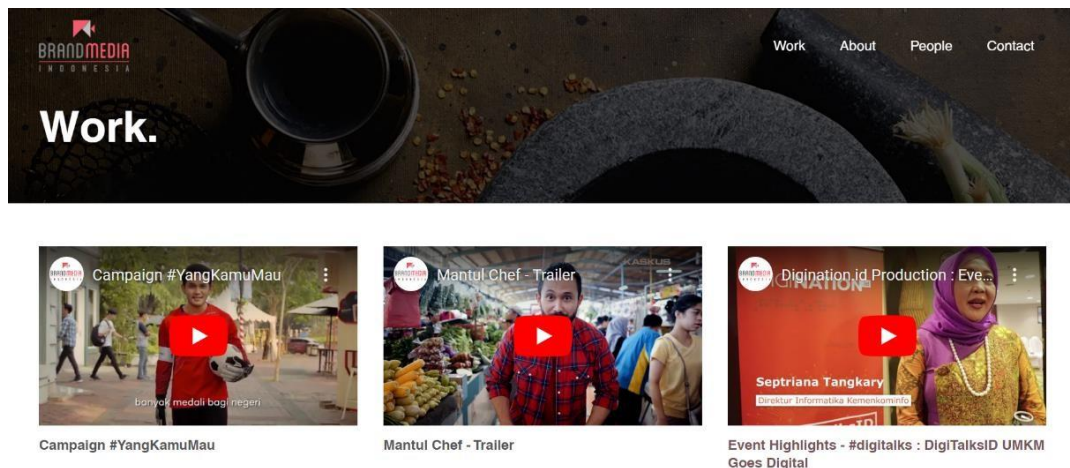 BRANDMEDIA
INDONESIA
Work
About
People
Contact
Work.
Campaign #YangKamuMau
banyak medali bagi negeri
Campaign #YangKamuMau
KASKUS
Mantul Chef - Trailer
Mantul Chef - Trailer
Digination.id Production : Eve...
NATION
Septriana Tangkary
Direktur Informatika Kemenkominfo
Event Highlights - #digitalks : DigiTalksID UMKM
Goes Digital